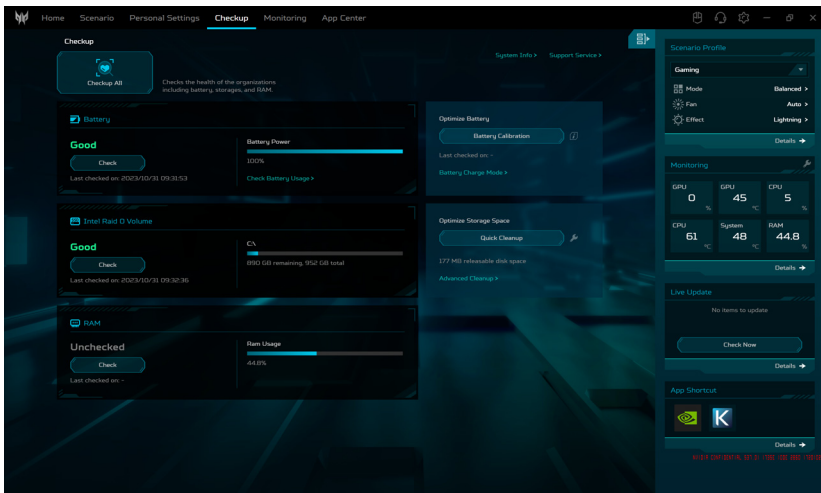 Home Scenario Personal Settings Checkup Monitoring App Center
Checkup
System Info > Support Service >
Checkup All
Checks the health of the organizations
including battery, storages, and RAM.
Battery
Good
Check
Last checked on: 2023/10/31 09:31:53
Battery Power
100%
Check Battery Usage >
Optimize Battery
Battery Calibration
Last checked on: -
Battery Charge Mode >
Intel Raid 0 Volume
Good
Check
Last checked on: 2023/10/31 09:32:36
C:\
890 GB remaining, 952 GB total
Optimize Storage Space
Quick Cleanup
177 MB releasable disk space
Advanced Cleanup >
RAM
Unchecked
Check
Last checked on: -
Ram Usage
44.8%
Scenario Profile
Gaming
Mode Balanced >
Fan Auto >
Effect Lightning >
Details →
Monitoring
GPU 0 %
GPU 45 °C
CPU 5 %
CPU 61 °C
System 48 °C
RAM 44.8 %
Details →
Live Update
No items to update
Check Now
Details →
App Shortcut
K
Details →